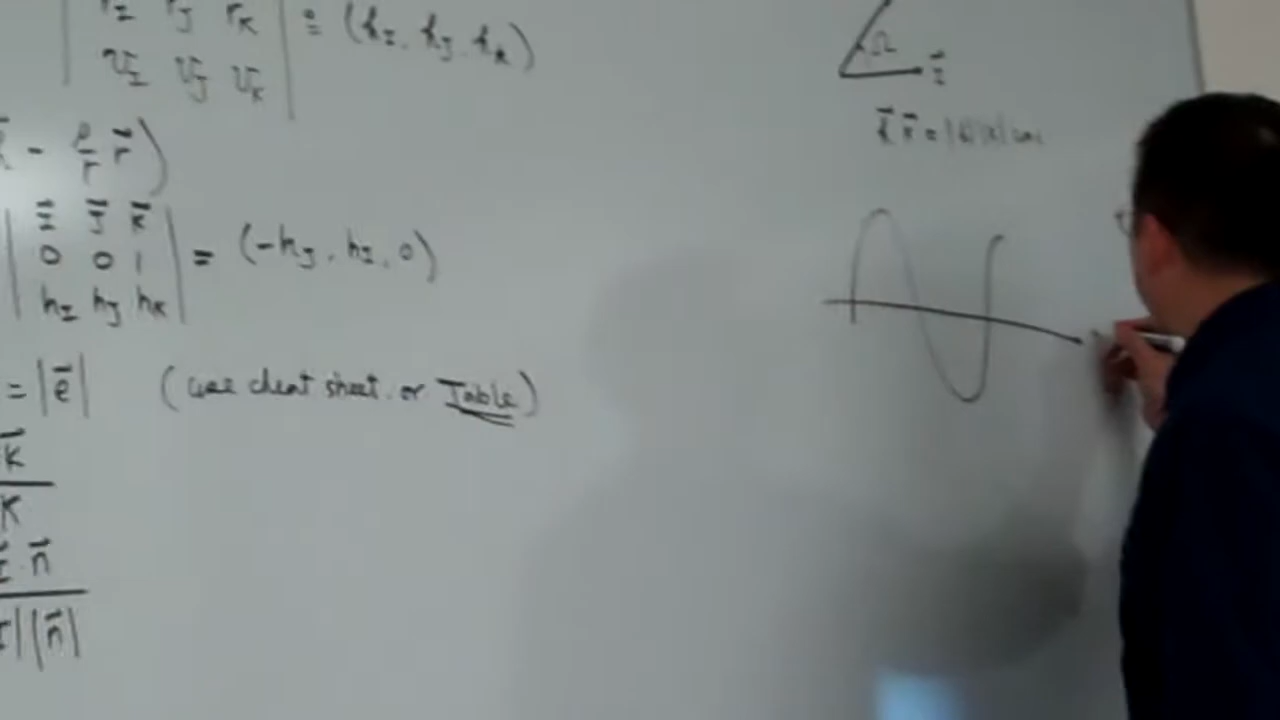 r_I r_J r_K
v_I v_J v_K = (h_I, h_J, h_K)
- r⃗ )
I⃗ J⃗ K⃗
0 0 1 = (-h_J, h_I, 0)
h_I h_J h_K
= |e⃗| (use cheat sheet or Table)
k⃗
K
n⃗
| |n⃗|
Ω
I⃗